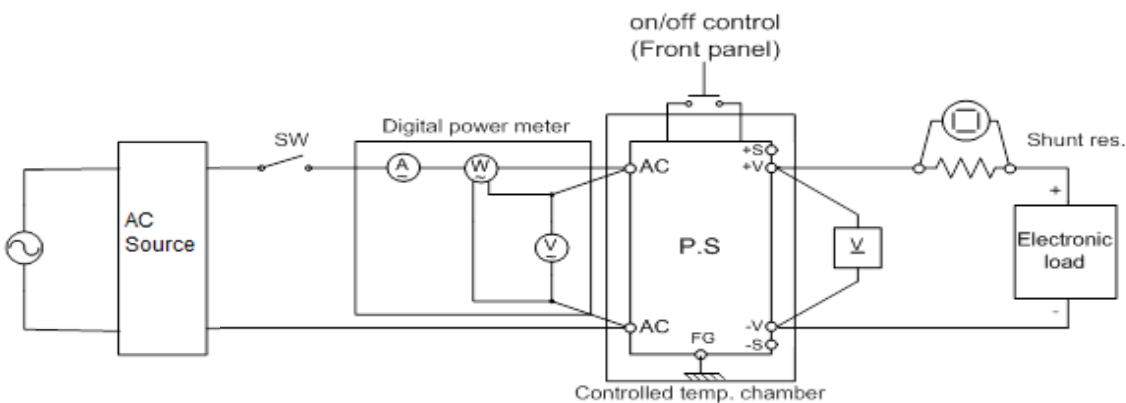 on/off control
(Front panel)
Digital power meter
SW
Shunt res.
+S
A
W
AC
+V
+
AC
Source
V
P.S
V
Electronic
load
AC
-V
-
FG
-S
Controlled temp. chamber